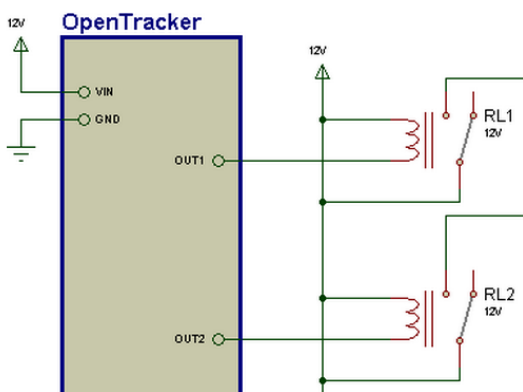 OpenTracker
12V
VIN
GND
OUT1
12V
RL1
12V
OUT2
RL2
12V